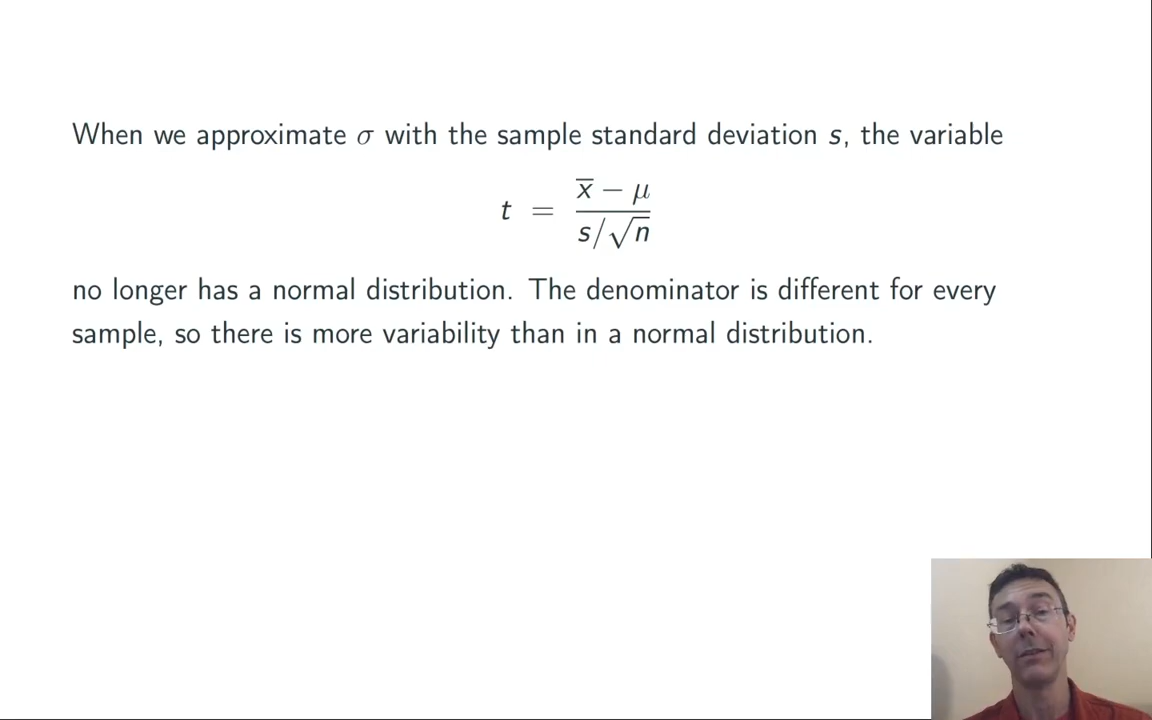 When we approximate σ with the sample standard deviation s, the variable
t = (x̄ − μ) / (s/√n)
no longer has a normal distribution. The denominator is different for every
sample, so there is more variability than in a normal distribution.